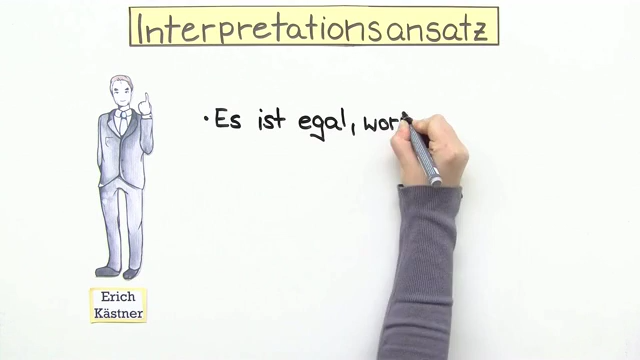 Interpretationsansatz
• Es ist egal, wor
Erich
Kästner